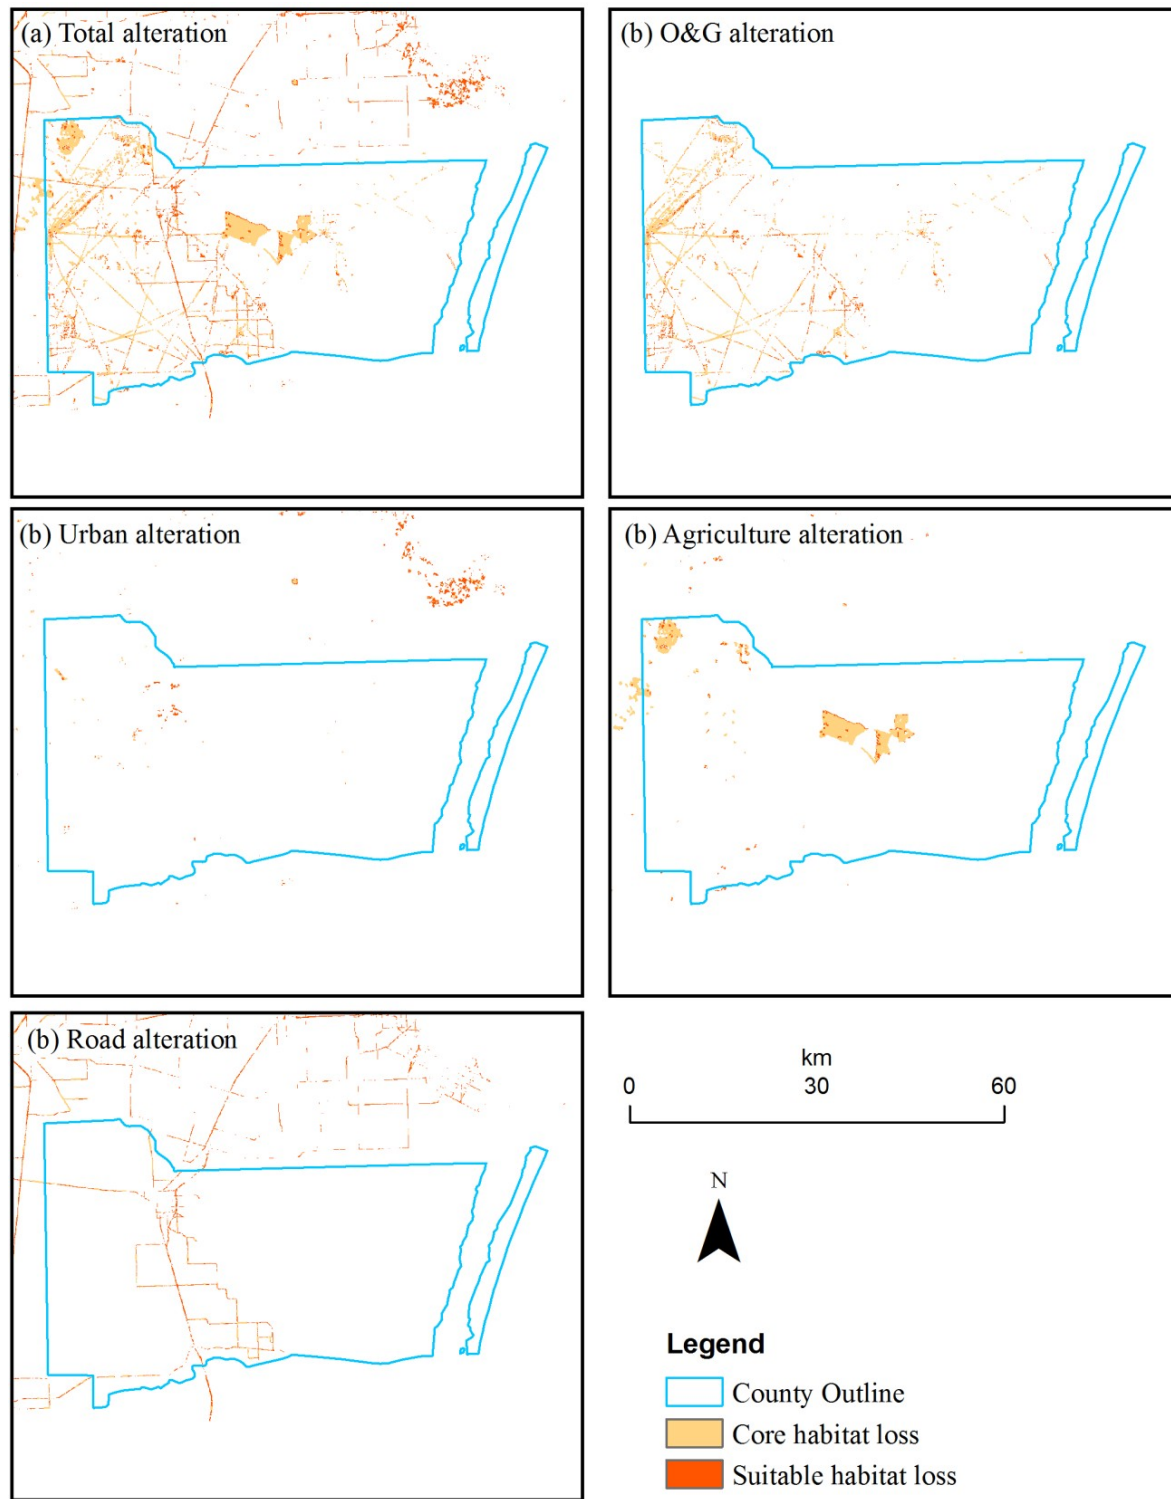 (a) Total alteration
(b) O&G alteration
(b) Urban alteration
(b) Agriculture alteration
(b) Road alteration
km
0 30 60
N
Legend
County Outline
Core habitat loss
Suitable habitat loss